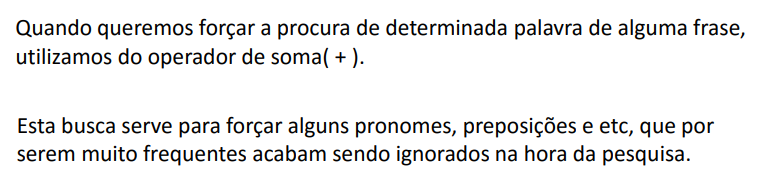 Quando queremos forçar a procura de determinada palavra de alguma frase,
utilizamos do operador de soma( + ).
Esta busca serve para forçar alguns pronomes, preposições e etc, que por
serem muito frequentes acabam sendo ignorados na hora da pesquisa.